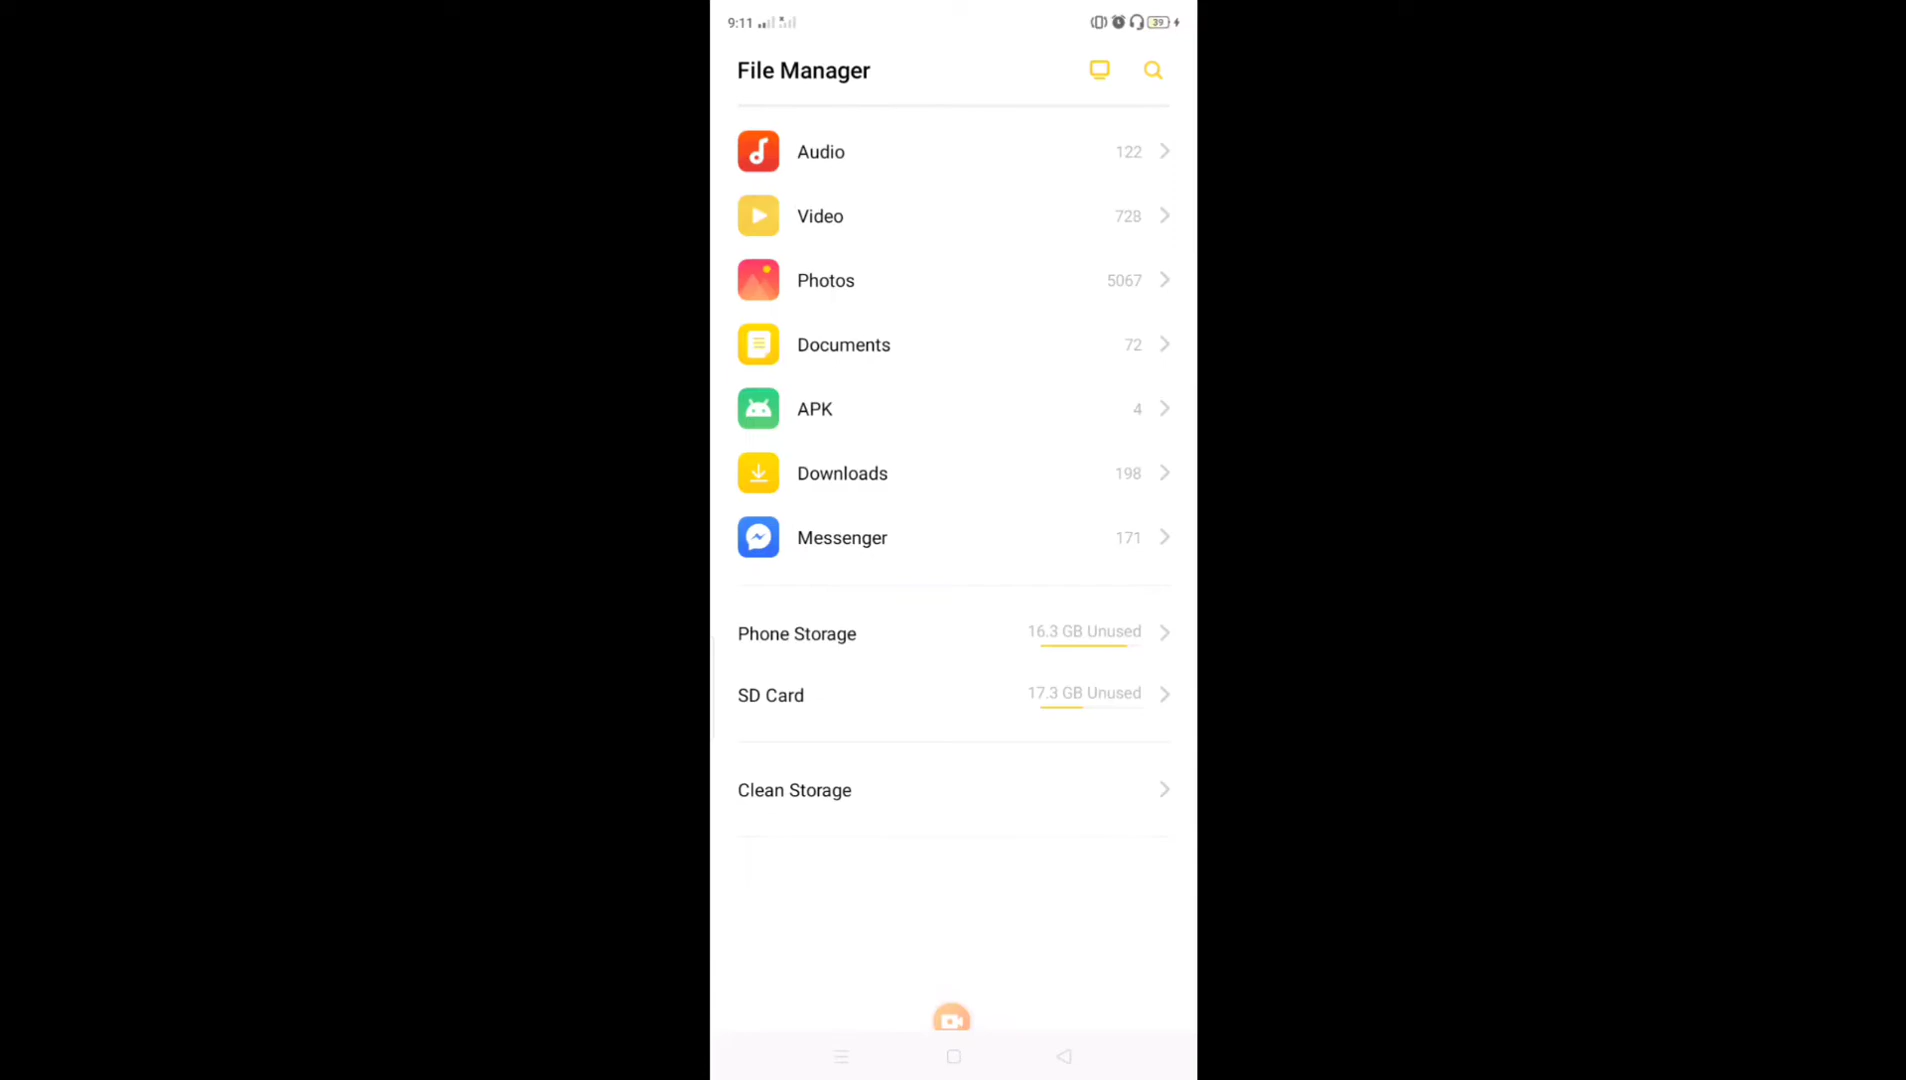 9:11 39
File Manager
Audio 122
Video 728
Photos 5067
Documents 72
APK 4
Downloads 198
Messenger 171
Phone Storage 16.3 GB Unused
SD Card 17.3 GB Unused
Clean Storage